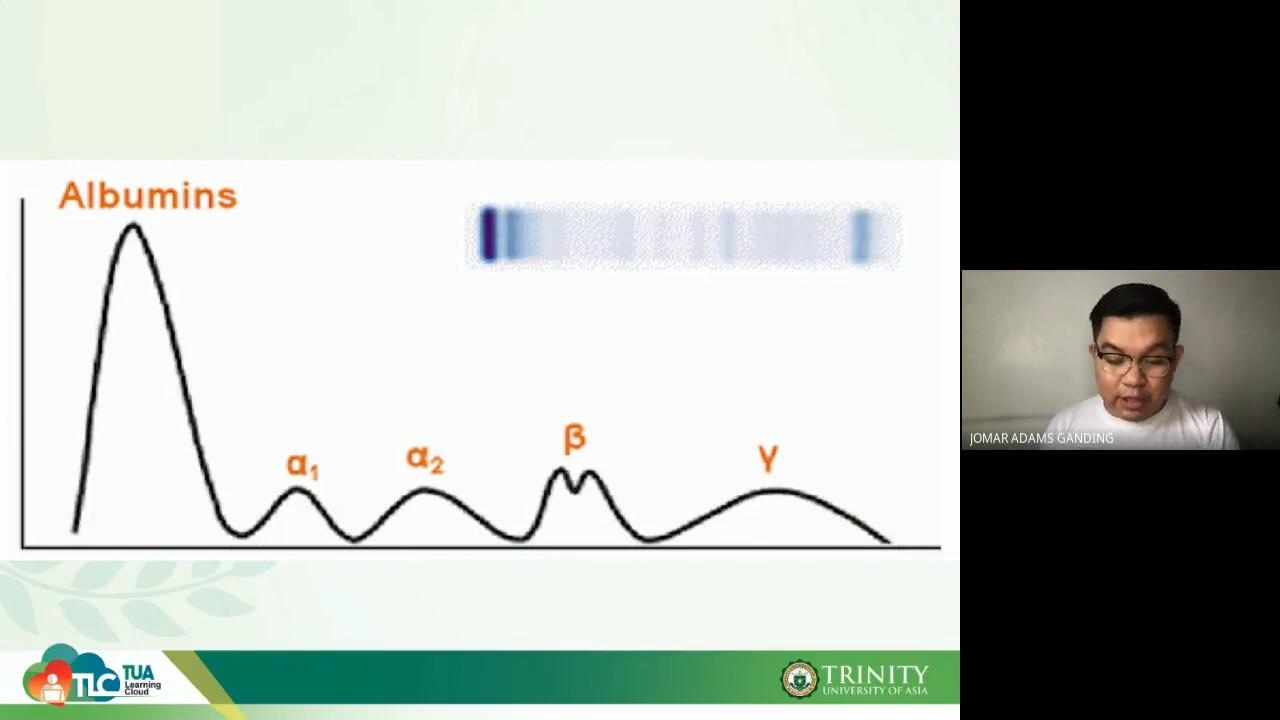 Albumins
α₁
α₂
β
γ
JOMAR ADAMS GANDING
TLC
TUA
Learning
Cloud
TRINITY
UNIVERSITY OF ASIA